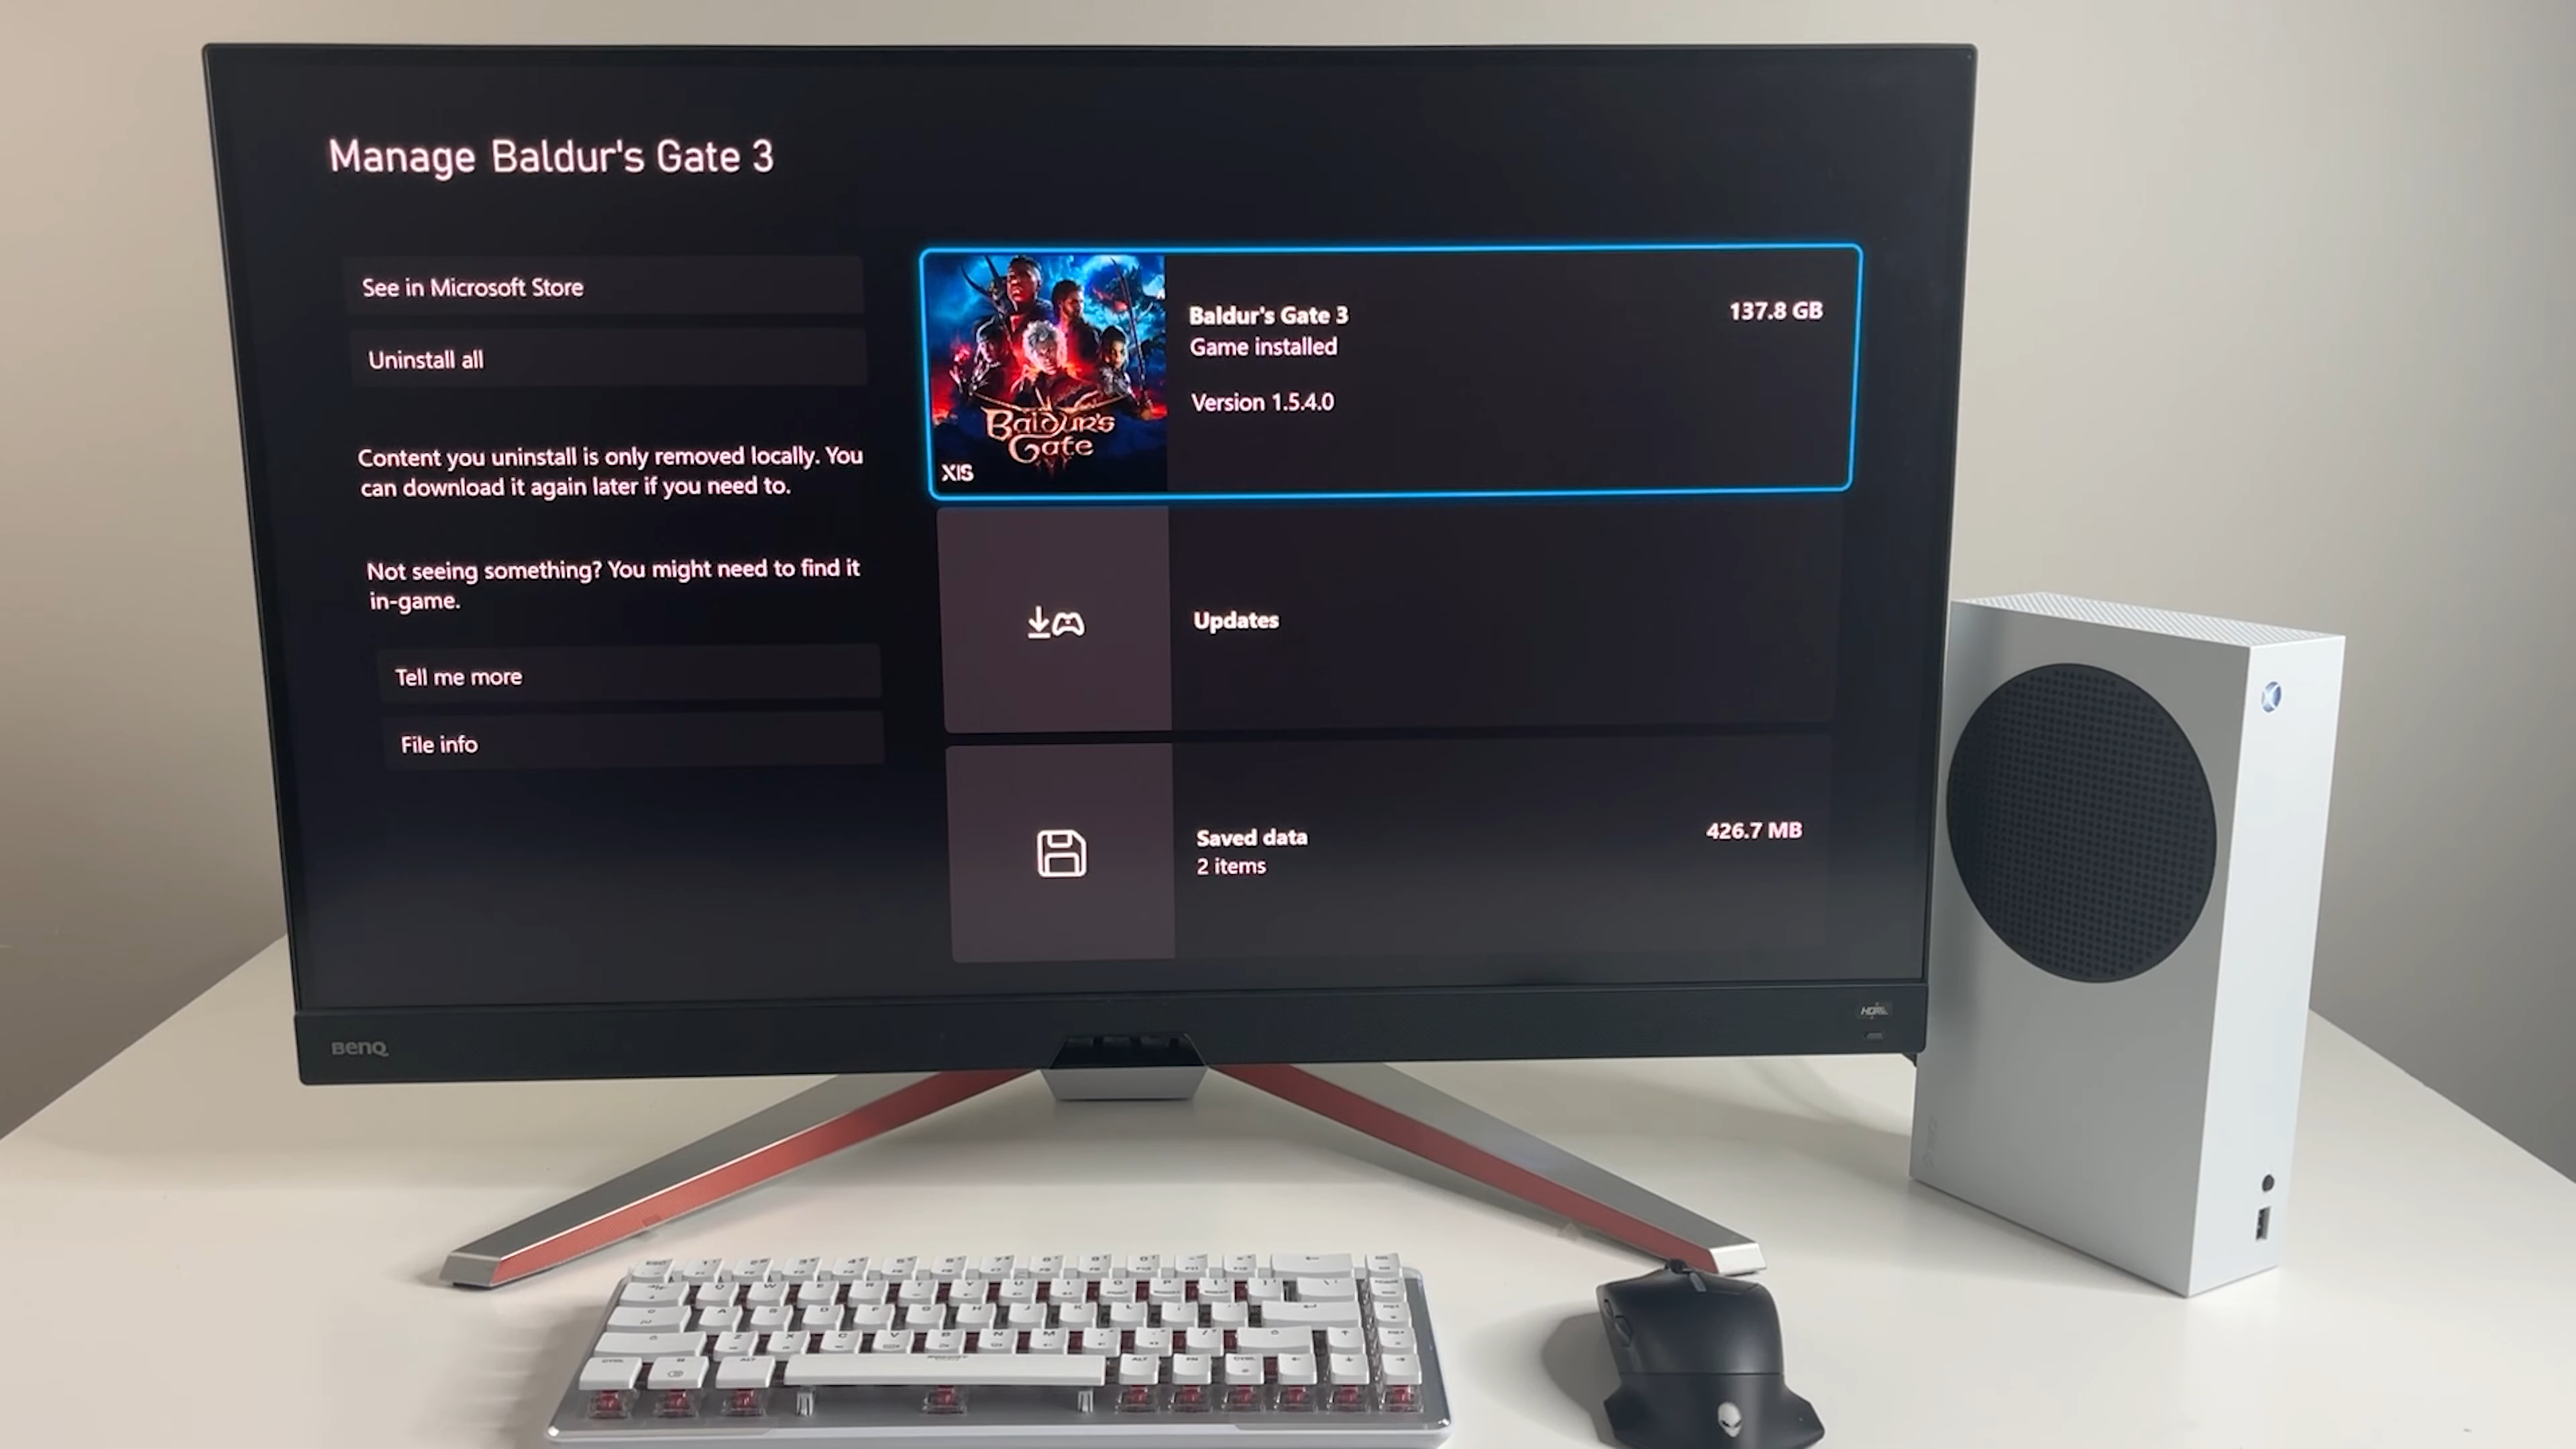 Manage Baldur's Gate 3
See in Microsoft Store
Uninstall all
Content you uninstall is only removed locally. You
can download it again later if you need to.
Not seeing something? You might need to find it
in-game.
Tell me more
File info
Baldur's
Gate
X|S
Baldur's Gate 3
137.8 GB
Game installed
Version 1.5.4.0
Updates
Saved data
426.7 MB
2 items
BenQ